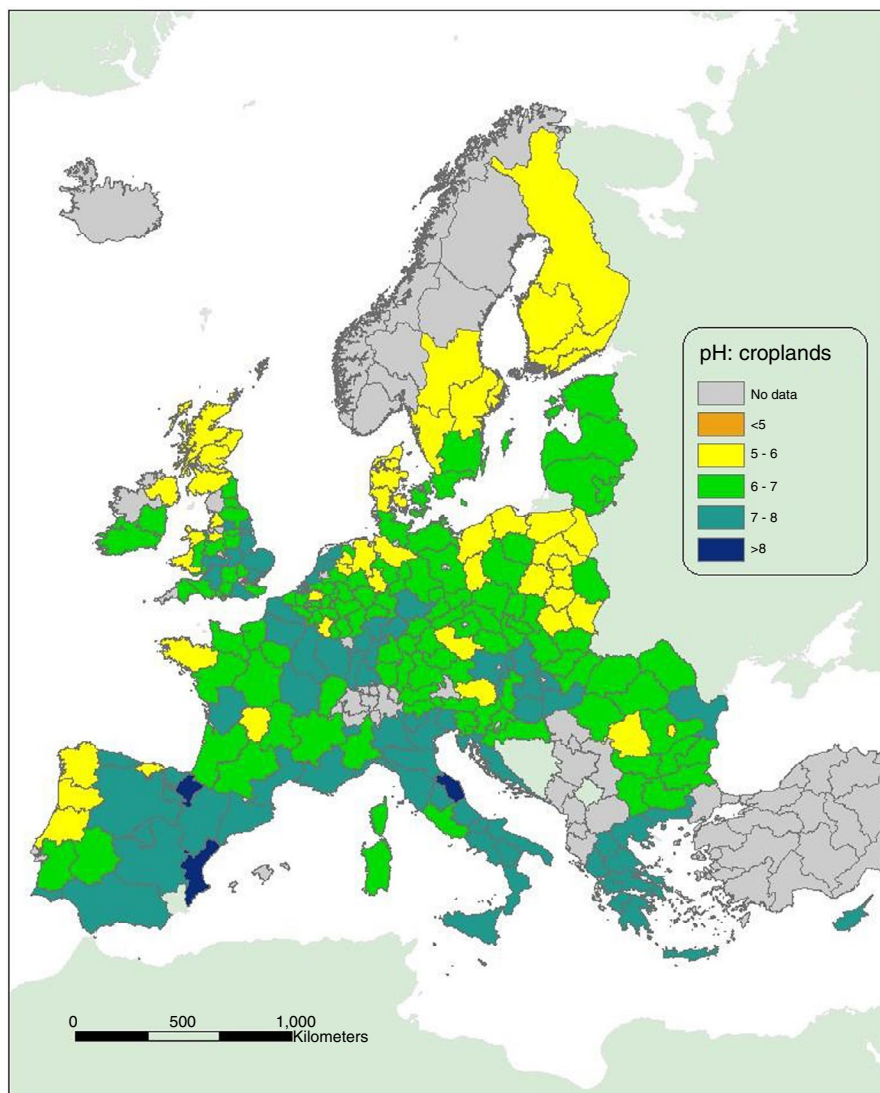 pH: croplands
No data
<5
5 - 6
6 - 7
7 - 8
>8
0 500 1,000
Kilometers